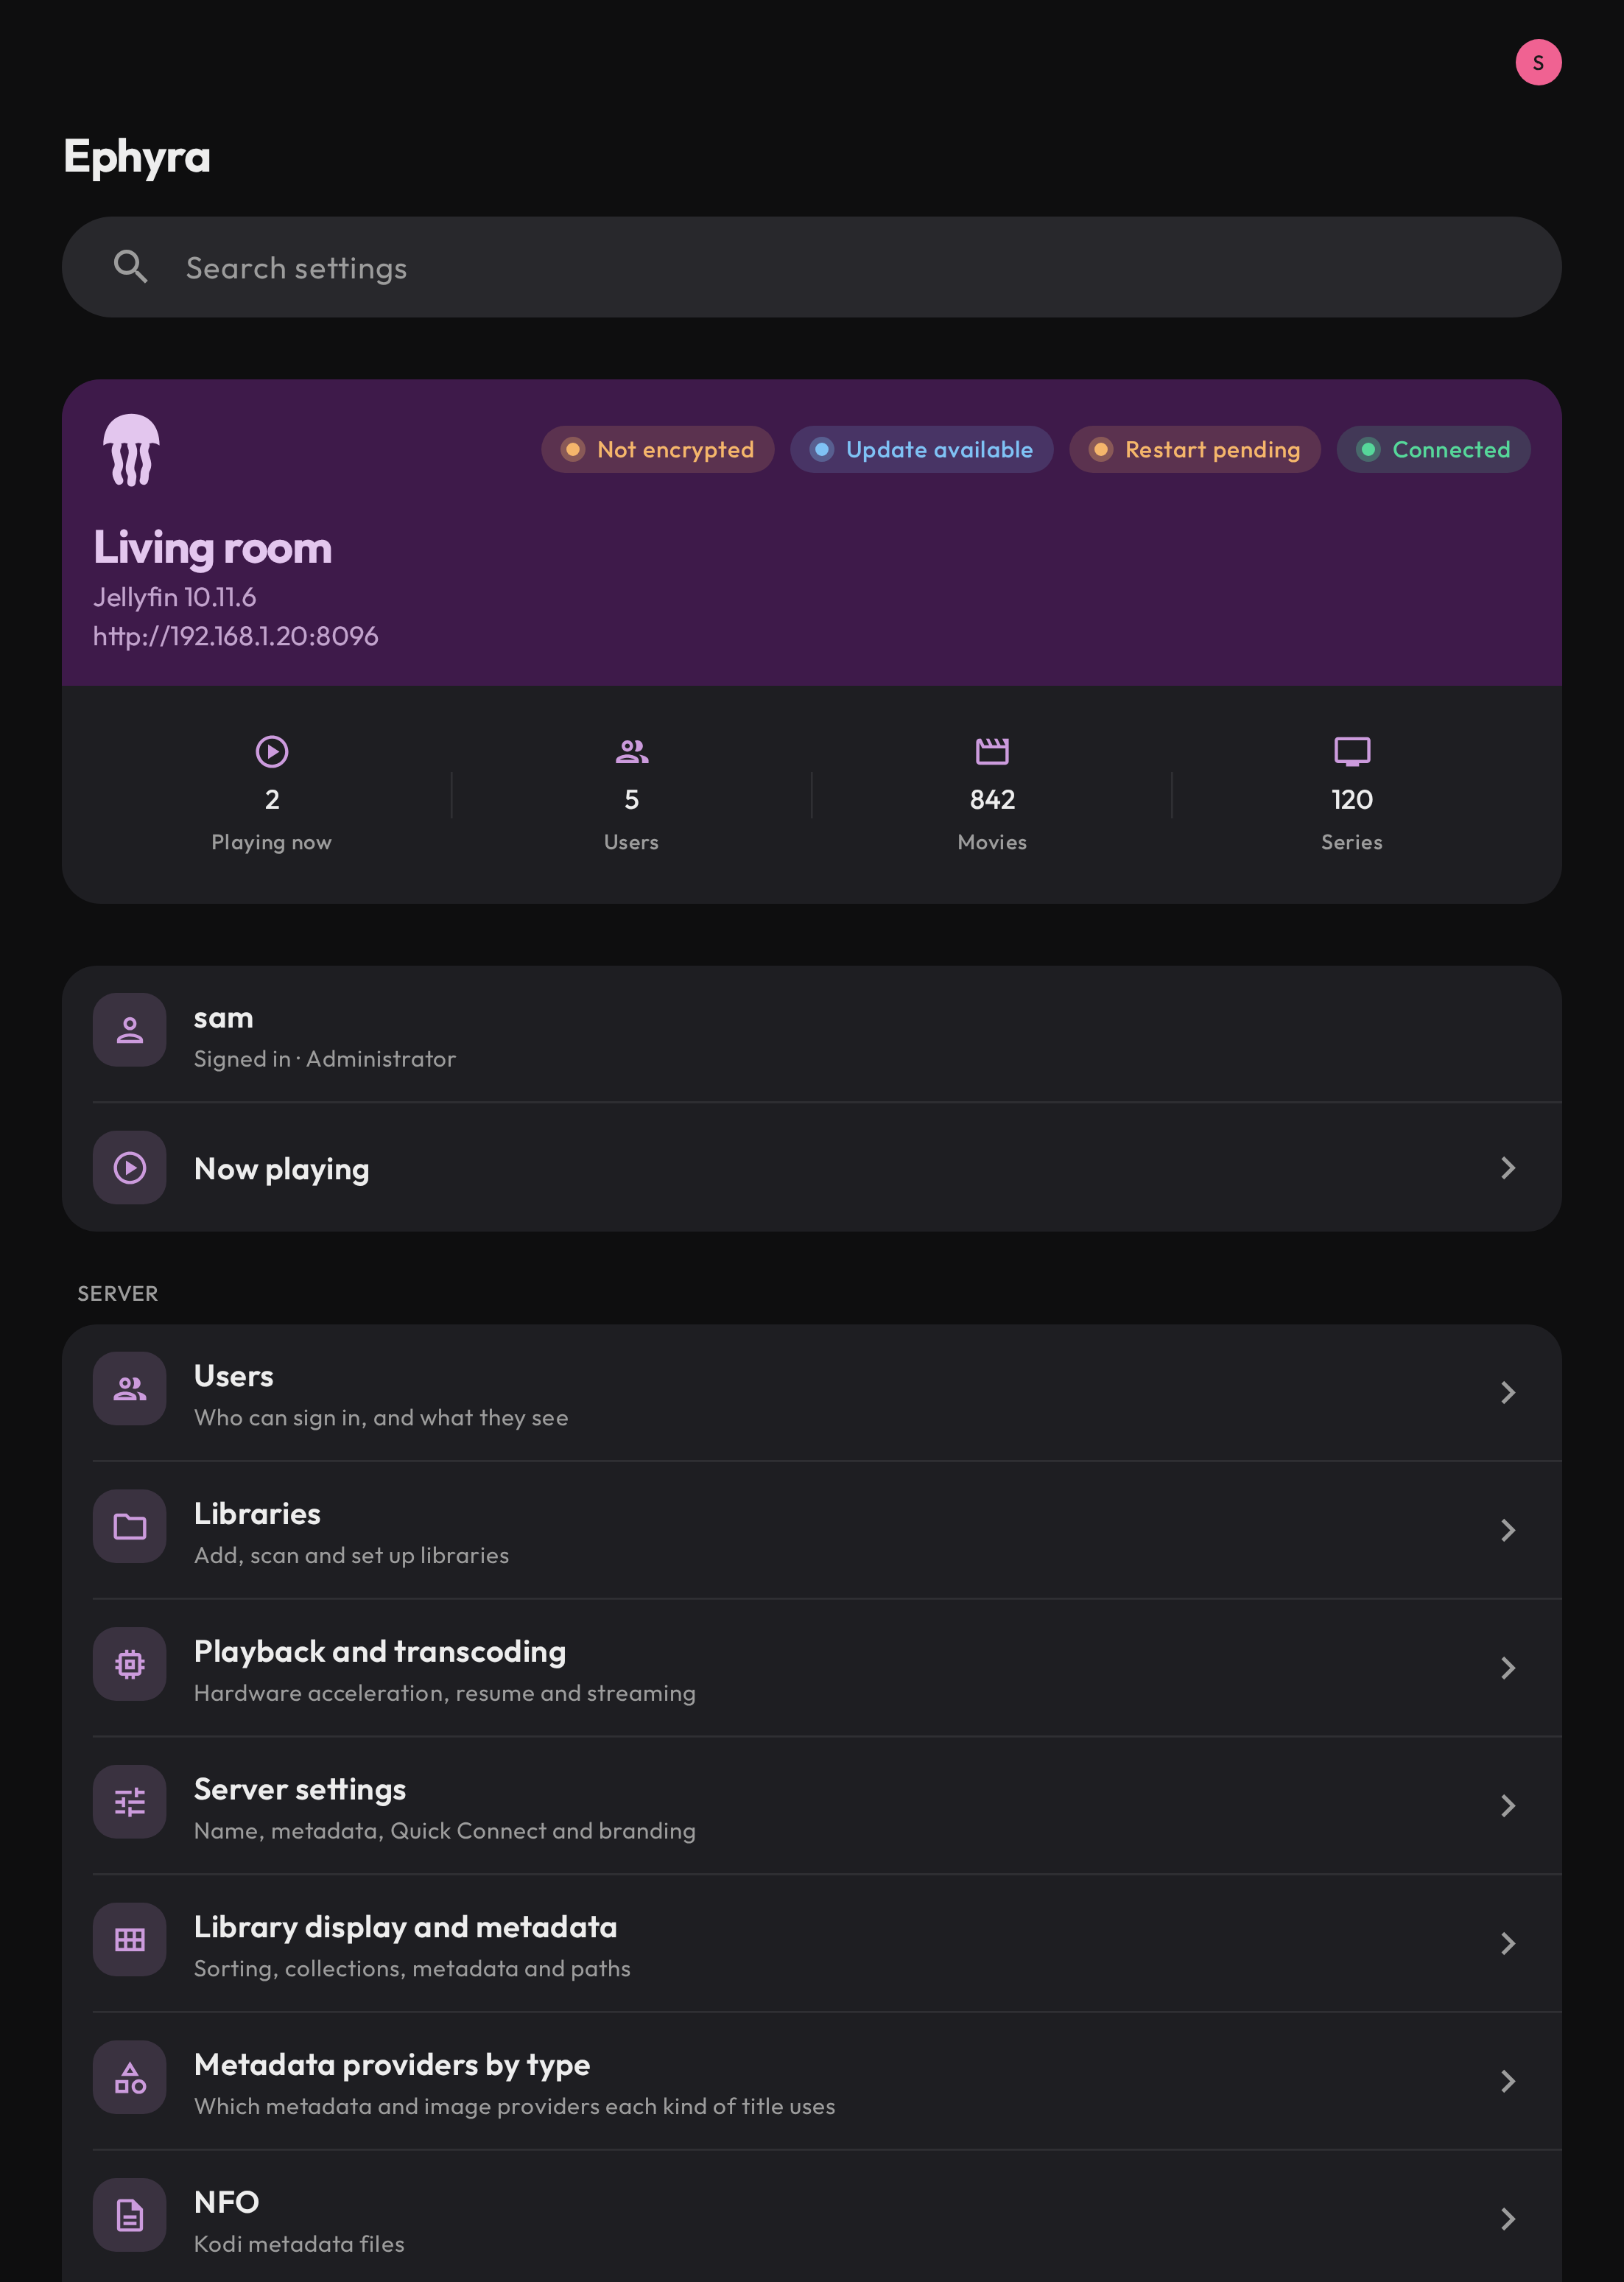 S
Ephyra
Search settings
Not encrypted
Update available
Restart pending
Connected
Living room
Jellyfin 10.11.6
http://192.168.1.20:8096
2
Playing now
5
Users
842
Movies
120
Series
sam
Signed in · Administrator
Now playing
SERVER
Users
Who can sign in, and what they see
Libraries
Add, scan and set up libraries
Playback and transcoding
Hardware acceleration, resume and streaming
Server settings
Name, metadata, Quick Connect and branding
Library display and metadata
Sorting, collections, metadata and paths
Metadata providers by type
Which metadata and image providers each kind of title uses
NFO
Kodi metadata files